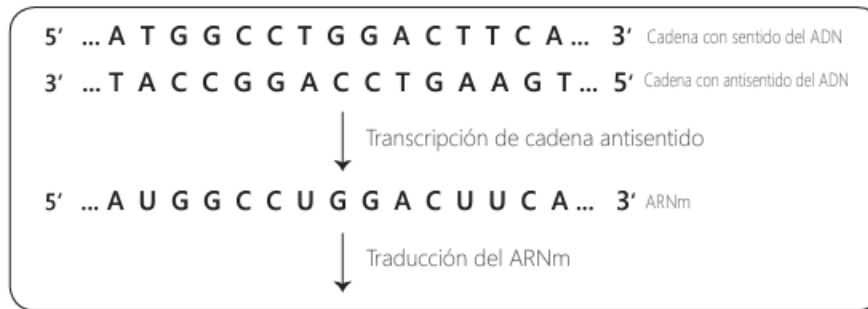 5' ...A T G G C C T G G A C T T C A... 3' Cadena con sentido del ADN
3' ...T A C C G G A C C T G A A G T... 5' Cadena con antisentido del ADN
Transcripción de cadena antisentido
5' ...A U G G C C U G G A C U U C A... 3' ARNm
Traducción del ARNm